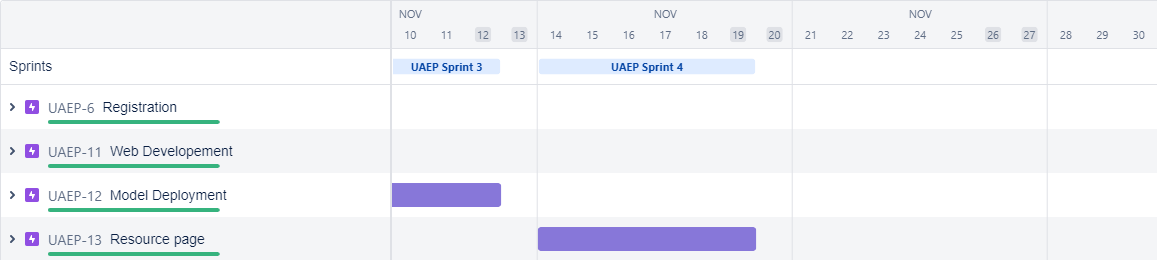 NOV NOV NOV
10 11 12 13 14 15 16 17 18 19 20 21 22 23 24 25 26 27 28 29 30
Sprints UAEP Sprint 3 UAEP Sprint 4
UAEP-6 Registration
UAEP-11 Web Developement
UAEP-12 Model Deployment
UAEP-13 Resource page